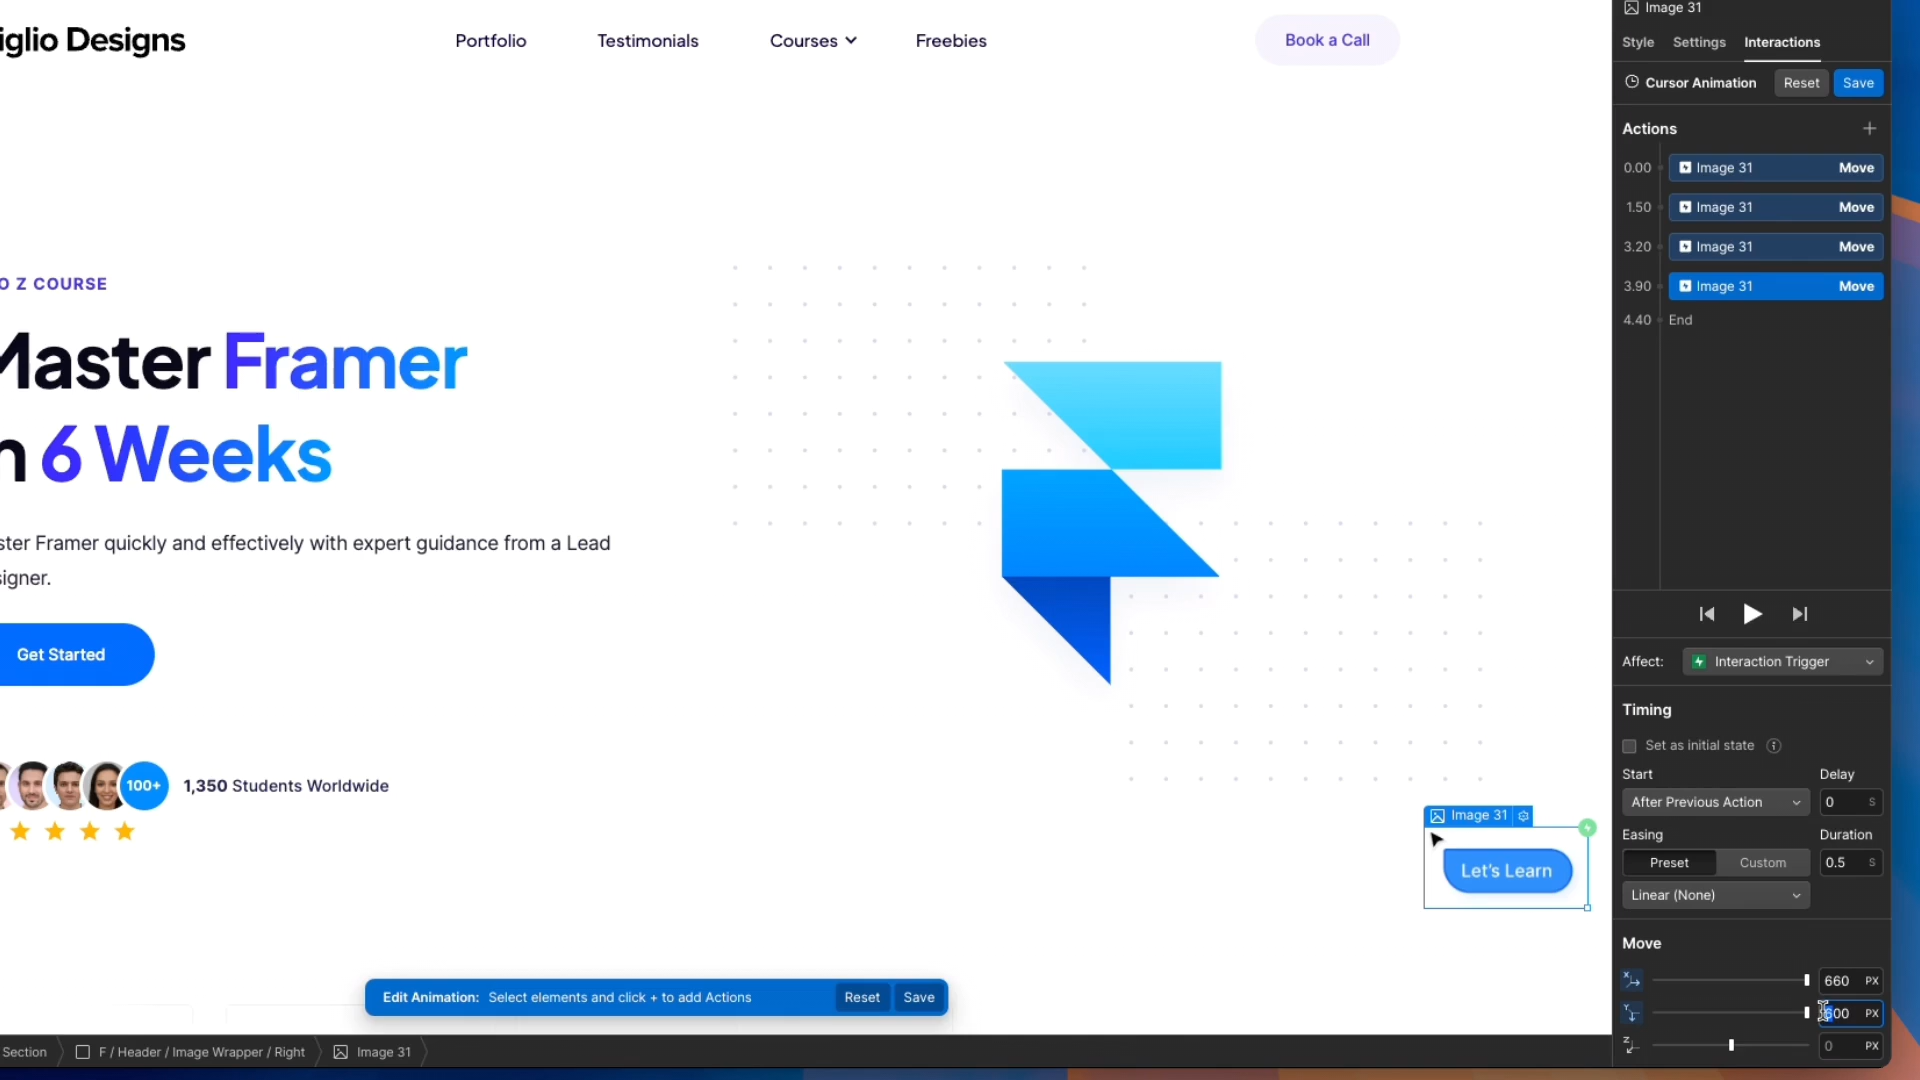 iglio Designs
Portfolio
Testimonials
Courses
Freebies
Book a Call
O Z COURSE
Master Framer
n 6 Weeks
ster Framer quickly and effectively with expert guidance from a Lead
signer.
Get Started
100+
1,350 Students Worldwide
Image 31
Let's Learn
Edit Animation: Select elements and click + to add Actions
Reset
Save
Section
F / Header / Image Wrapper / Right
Image 31
Image 31
Style
Settings
Interactions
Cursor Animation
Reset
Save
Actions
0.00 Image 31 Move
1.50 Image 31 Move
3.20 Image 31 Move
3.90 Image 31 Move
4.40 End
Affect: Interaction Trigger
Timing
Set as initial state
Start
Delay
After Previous Action
0 S
Easing
Duration
Preset
Custom
0.5 S
Linear (None)
Move
X 660 PX
Y 600 PX
Z 0 PX